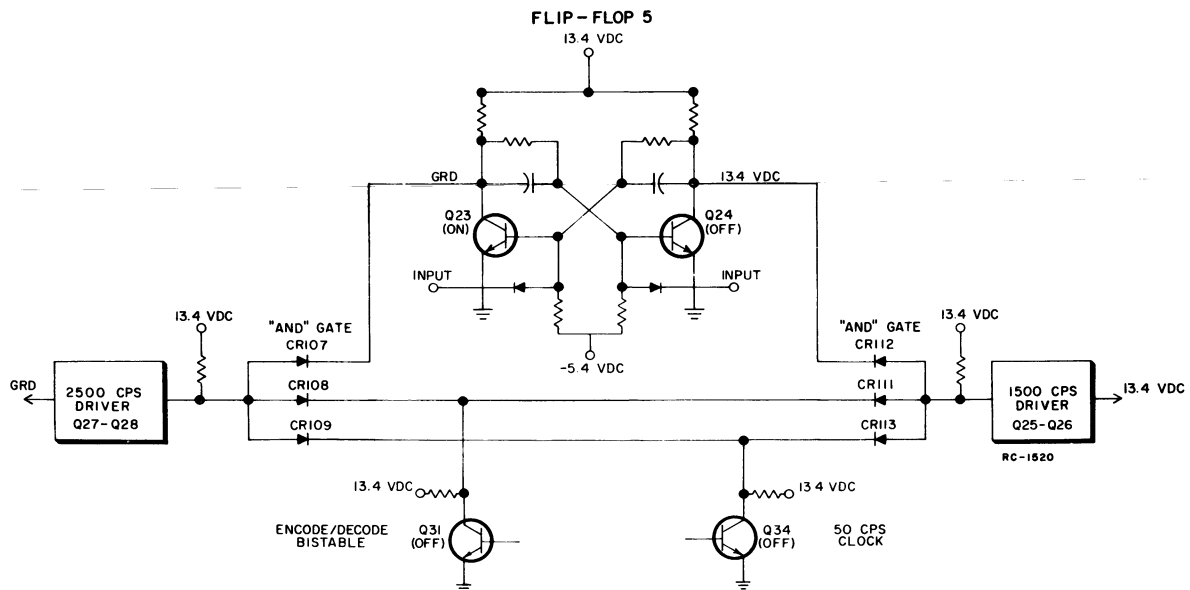 FLIP-FLOP 5
13.4 VDC
GRD
13.4 VDC
Q23
(ON)
Q24
(OFF)
INPUT
INPUT
13.4 VDC
"AND" GATE
CR107
-5.4 VDC
"AND" GATE
CR112
13.4 VDC
GRD
2500 CPS
DRIVER
Q27-Q28
CR108
CR111
1500 CPS
DRIVER
Q25-Q26
13.4 VDC
CR109
CR113
RC-1520
13.4 VDC
13.4 VDC
ENCODE/DECODE
BISTABLE
Q31
(OFF)
Q34
(OFF)
50 CPS
CLOCK